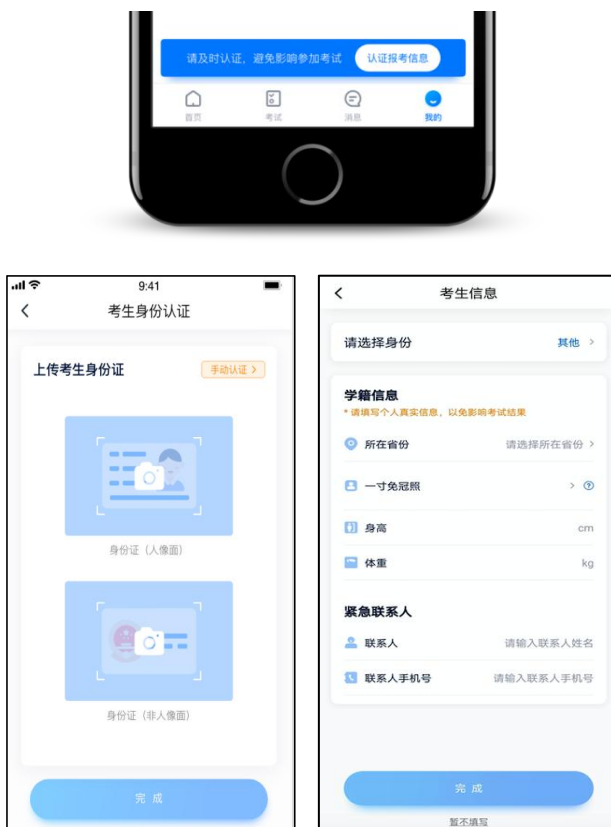 请及时认证，避免影响参加考试 认证报考信息
首页 考试 消息 我的
9:41
考生身份认证
上传考生身份证 手动认证 >
身份证（人像面）
身份证（非人像面）
完 成
考生信息
请选择身份 其他 >
学籍信息
* 请填写个人真实信息，以免影响考试结果
所在省份 请选择所在省份 >
一寸免冠照 >
身高 cm
体重 kg
紧急联系人
联系人 请输入联系人姓名
联系人手机号 请输入联系人手机号
完 成
暂不填写